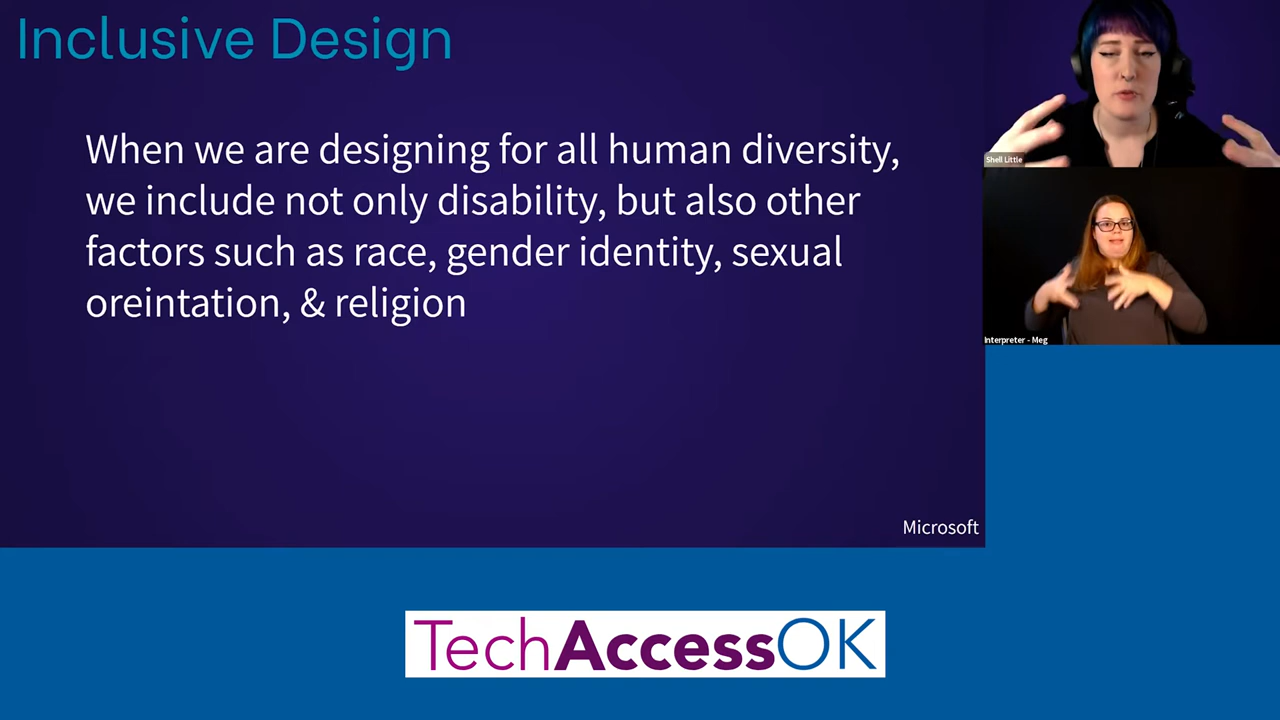 Inclusive Design
When we are designing for all human diversity,
we include not only disability, but also other
factors such as race, gender identity, sexual
oreintation, & religion
Microsoft
Shell Little
Interpreter - Meg
TechAccessOK